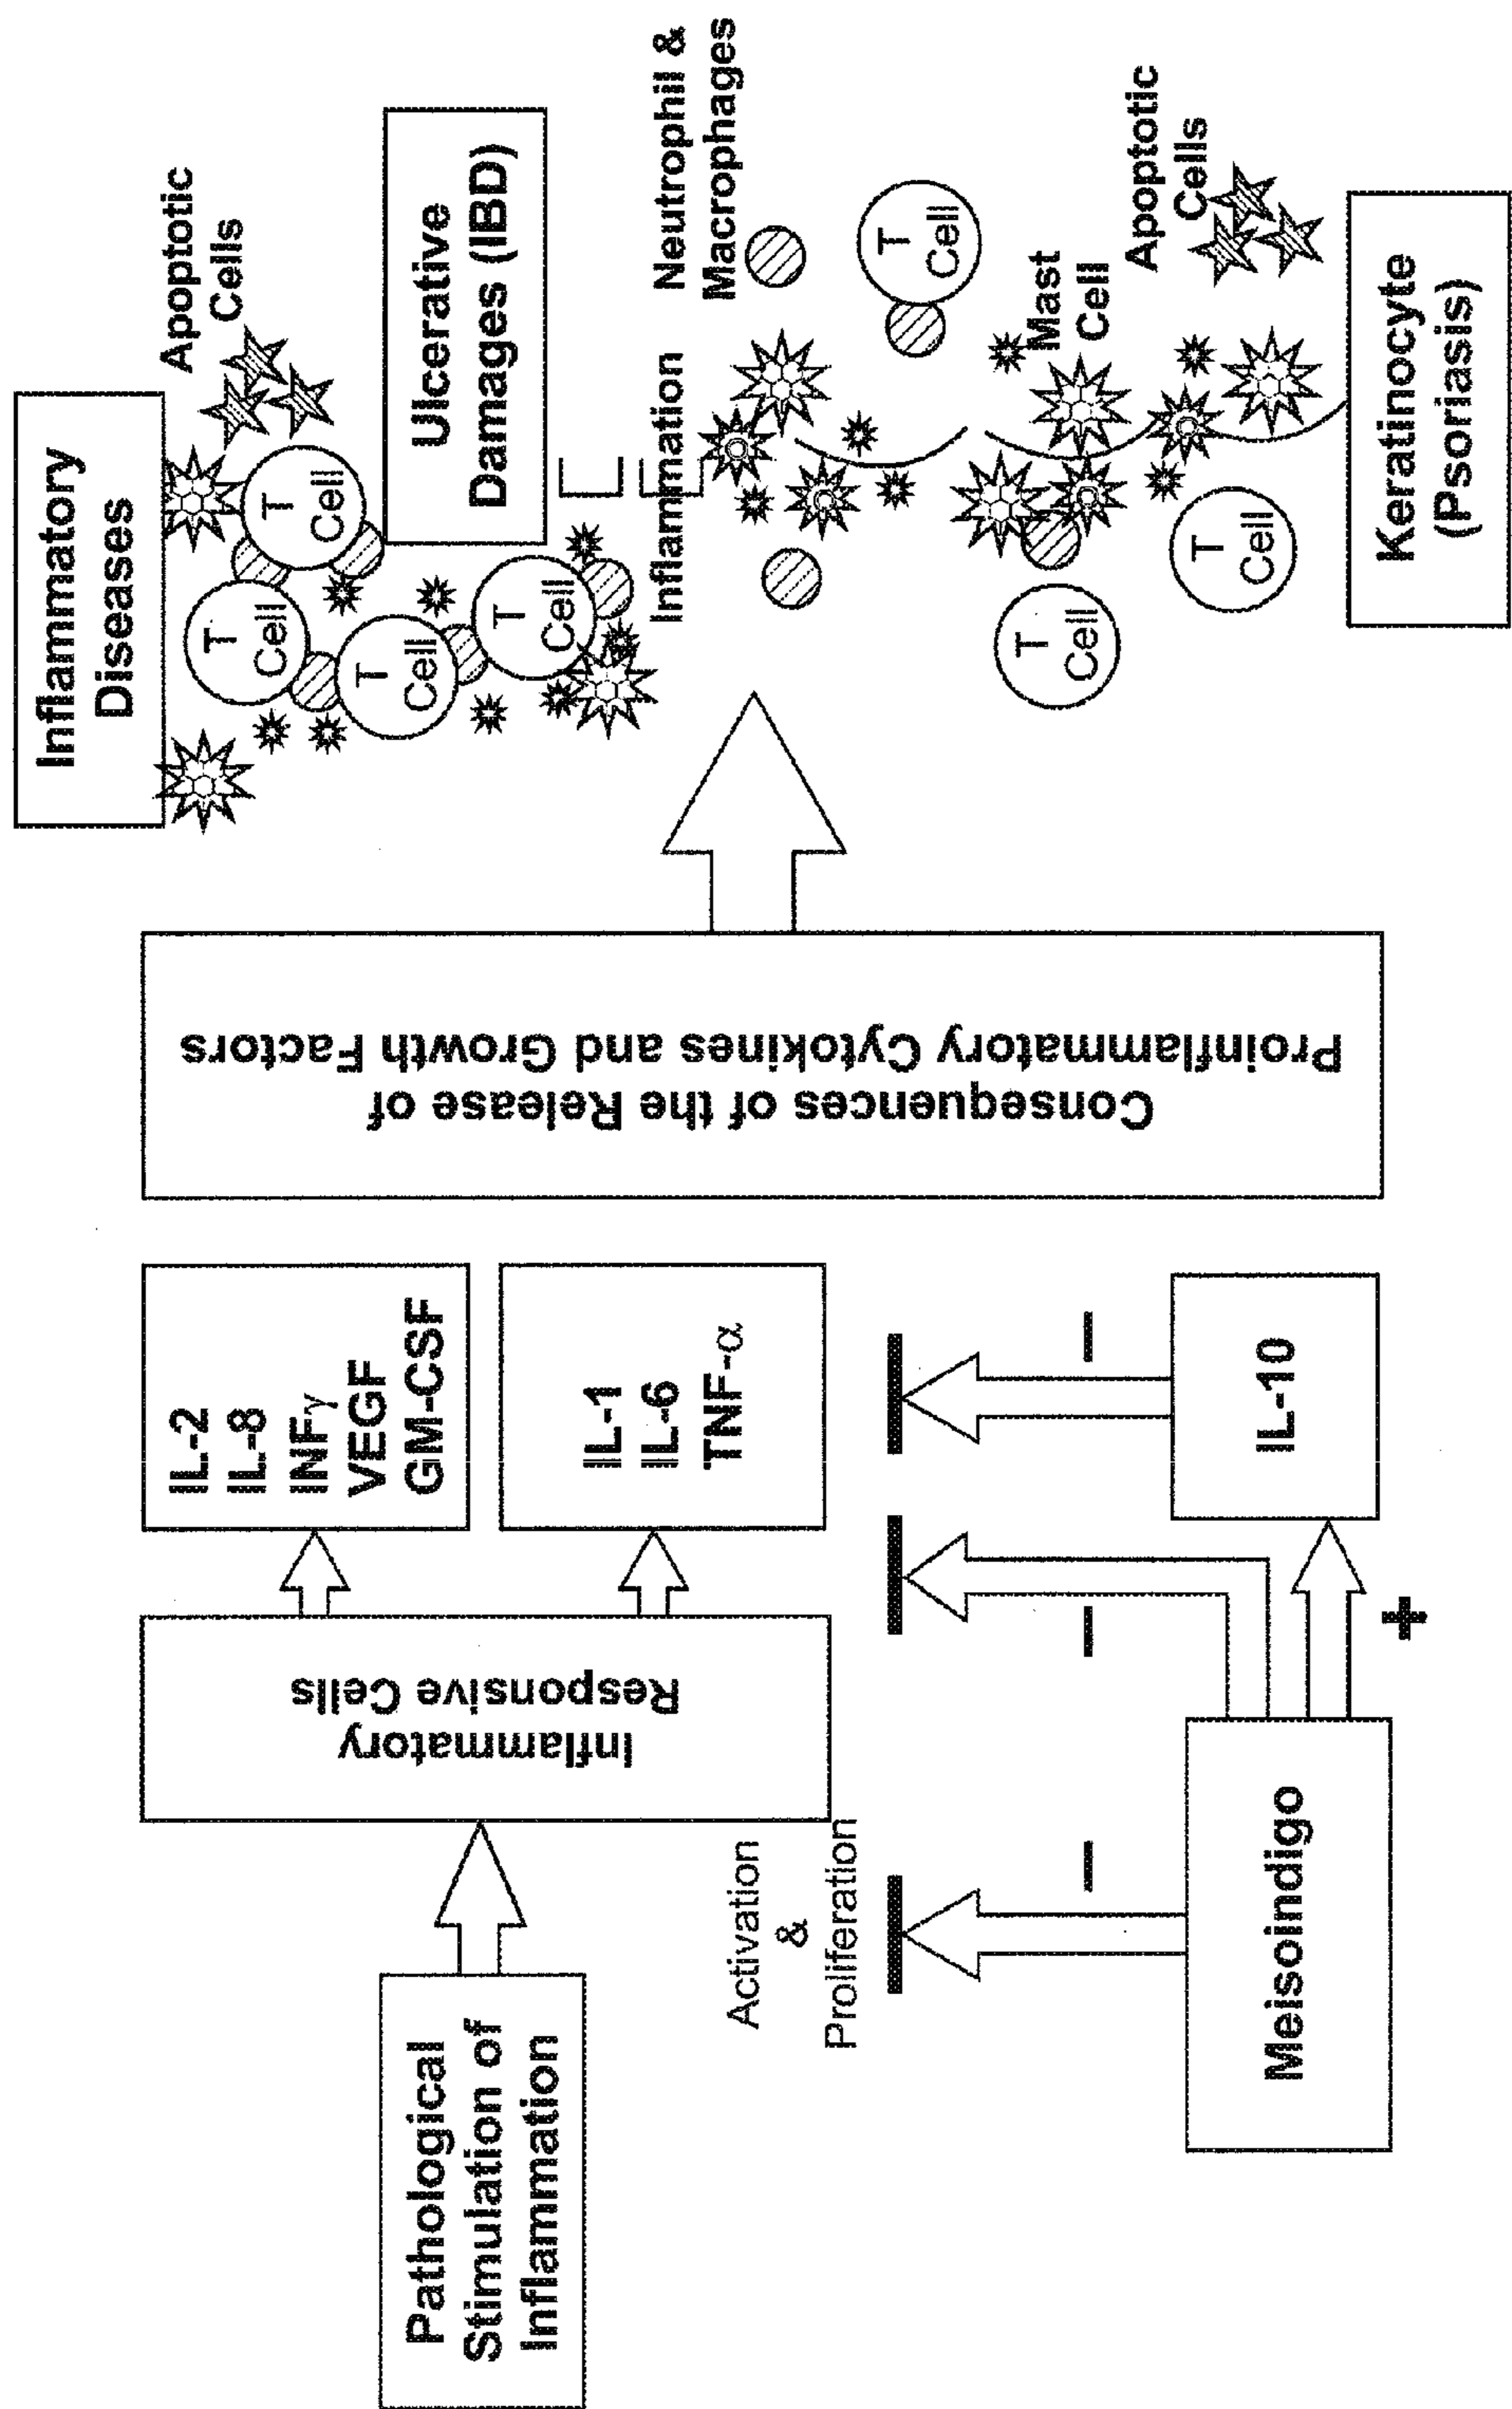 Pathological
Stimulation of
Inflammation
Activation
&
Proliferation
Inflammatory
Responsive Cells
IL-2
IL-8
INFγ
VEGF
GM-CSF
IL-1
IL-6
TNF-α
Meisoindigo
−
−
+
IL-10
−
Consequences of the Release of
Proinflammatory Cytokines and Growth Factors
Inflammatory
Diseases
Apoptotic
Cells
T
Cell
T
Cell
T
Cell
T
Cell
Ulcerative
Damages (IBD)
Inflammation
Neutrophil &
Macrophages
T
Cell
T
Cell
T
Cell
Mast
Cell
Apoptotic
Cells
Keratinocyte
(Psoriasis)